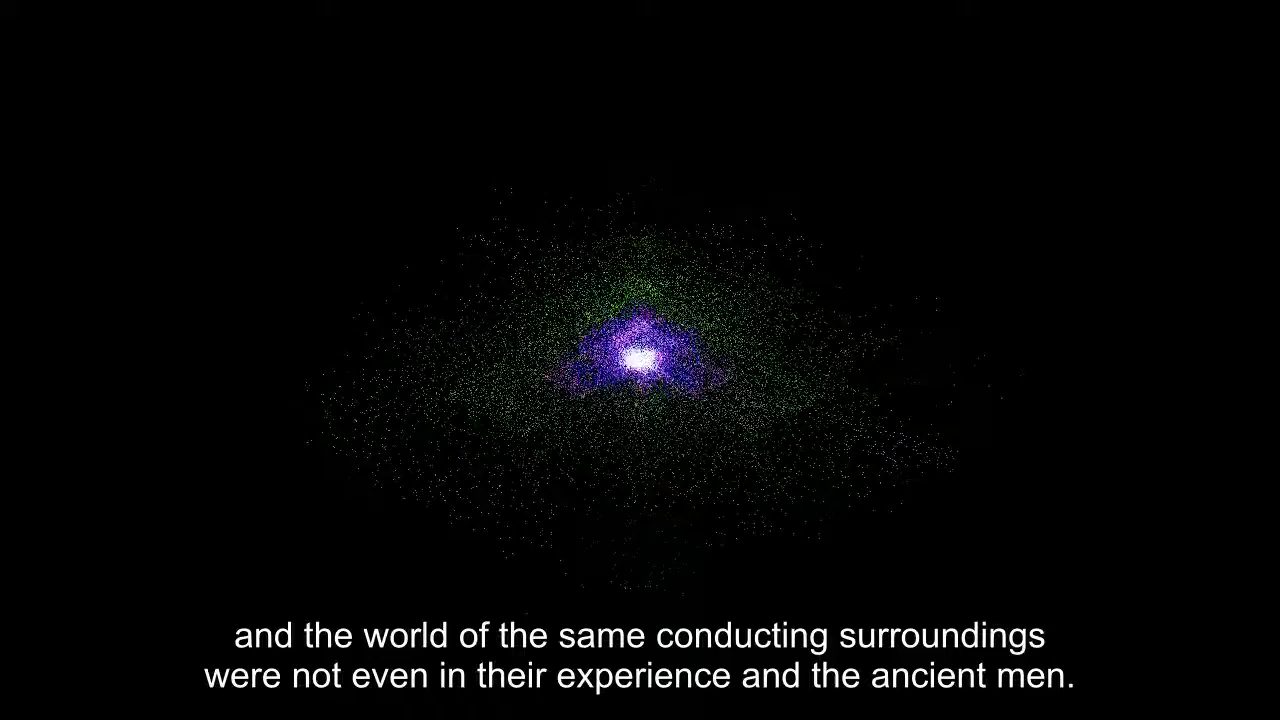 and the world of the same conducting surroundings
were not even in their experience and the ancient men.